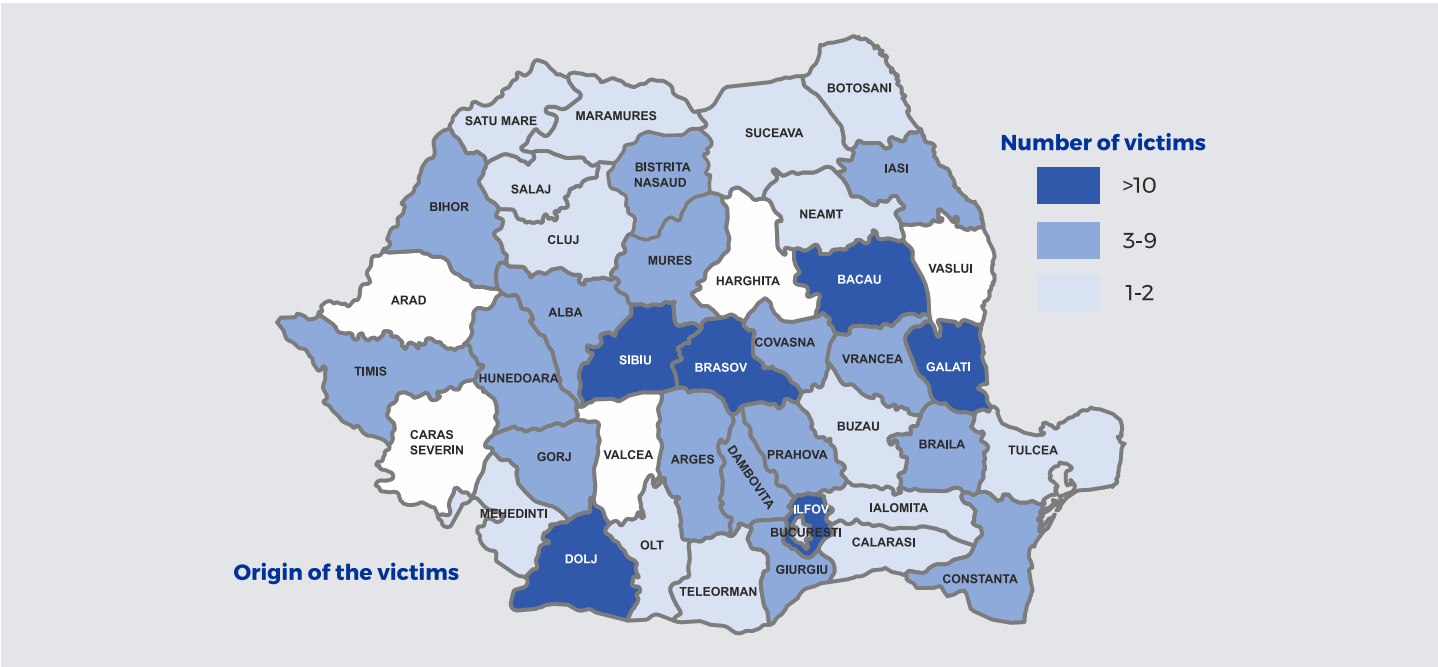 BOTOSANI
SATU MARE
MARAMURES
SUCEAVA
Number of victims
IASI
BISTRITA
NASAUD
>10
SALAJ
BIHOR
NEAMT
CLUJ
3-9
MURES
HARGHITA
BACAU
VASLUI
1-2
ARAD
ALBA
COVASNA
SIBIU
BRASOV
VRANCEA
GALATI
TIMIS
HUNEDOARA
BUZAU
CARAS
SEVERIN
GORJ
VALCEA
ARGES
DAMBOVITA
PRAHOVA
BRAILA
TULCEA
MEHEDINTI
ILFOV
IALOMITA
BUCURESTI
OLT
CALARASI
DOLJ
Origin of the victims
GIURGIU
CONSTANTA
TELEORMAN